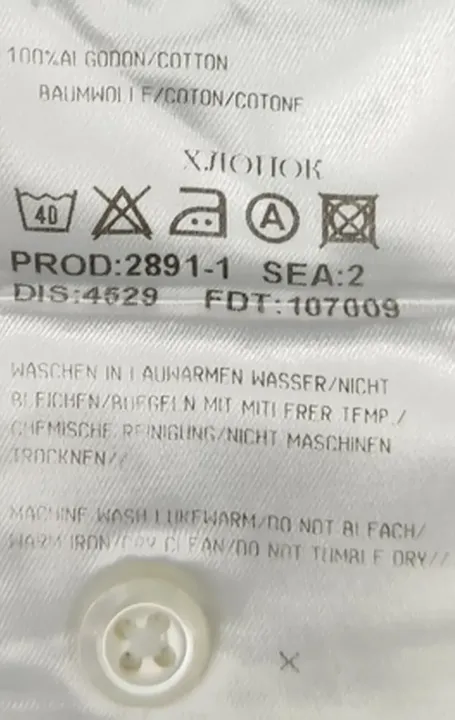 100%ALGODON/COTTON
BAUMWOLLE/COTON/COTONE
ХЛОПОК
40 A
PROD:2891-1 SEA:2
DIS:4529 FDT:107009
WASCHEN IN LAUWARMEN WASSER/NICHT
BLEICHEN/BUEGELN MIT MITLERER TEMP./
CHEMISCHE REINIGUNG/NICHT MASCHINEN
TROCKNEN//
MACHINE WASH LUKEWARM/DO NOT BLEACH/
WARM IRON/DRY CLEAN/DO NOT TUMBLE DRY//